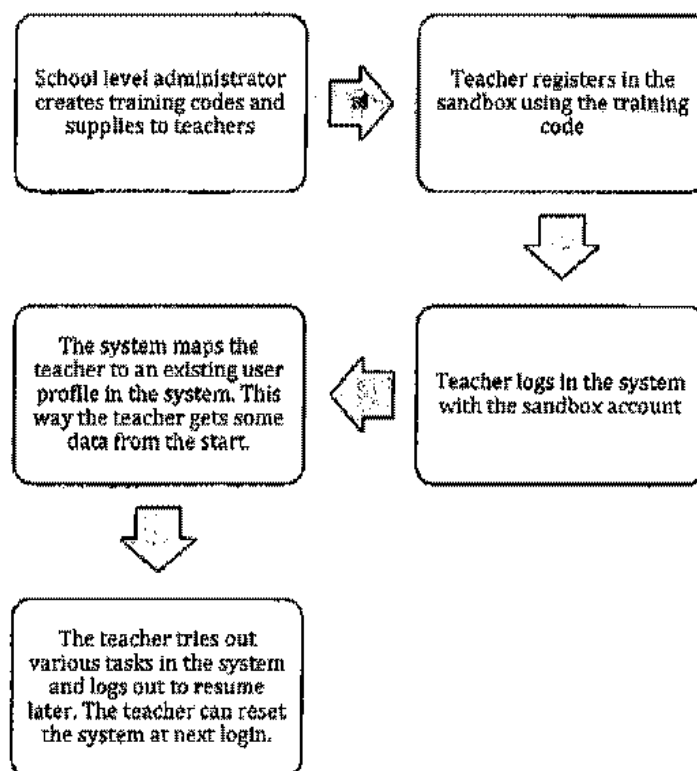 School level administrator
creates training codes and
supplies to teachers
Teacher registers in the
sandbox using the training
code
Teacher logs in the system
with the sandbox account
The system maps the
teacher to an existing user
profile in the system. This
way the teacher gets some
data from the start.
The teacher tries out
various tasks in the system
and logs out to resume
later. The teacher can reset
the system at next login.